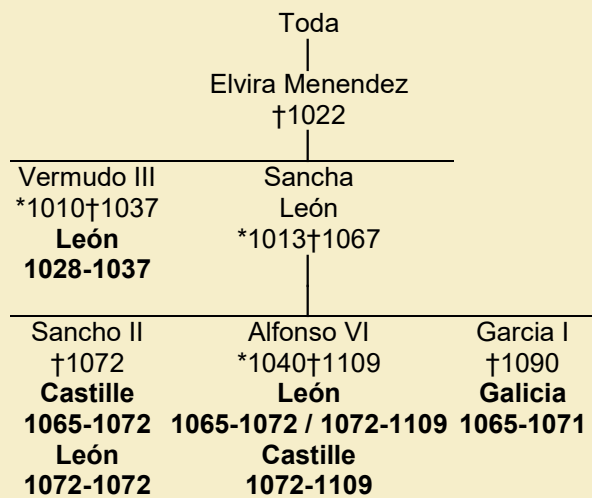 Toda
Elvira Menendez
†1022
Vermudo III Sancha
*1010†1037 León
León *1013†1067
1028-1037
Sancho II Alfonso VI Garcia I
†1072 *1040†1109 †1090
Castille León Galicia
1065-1072 1065-1072 / 1072-1109 1065-1071
León Castille
1072-1072 1072-1109